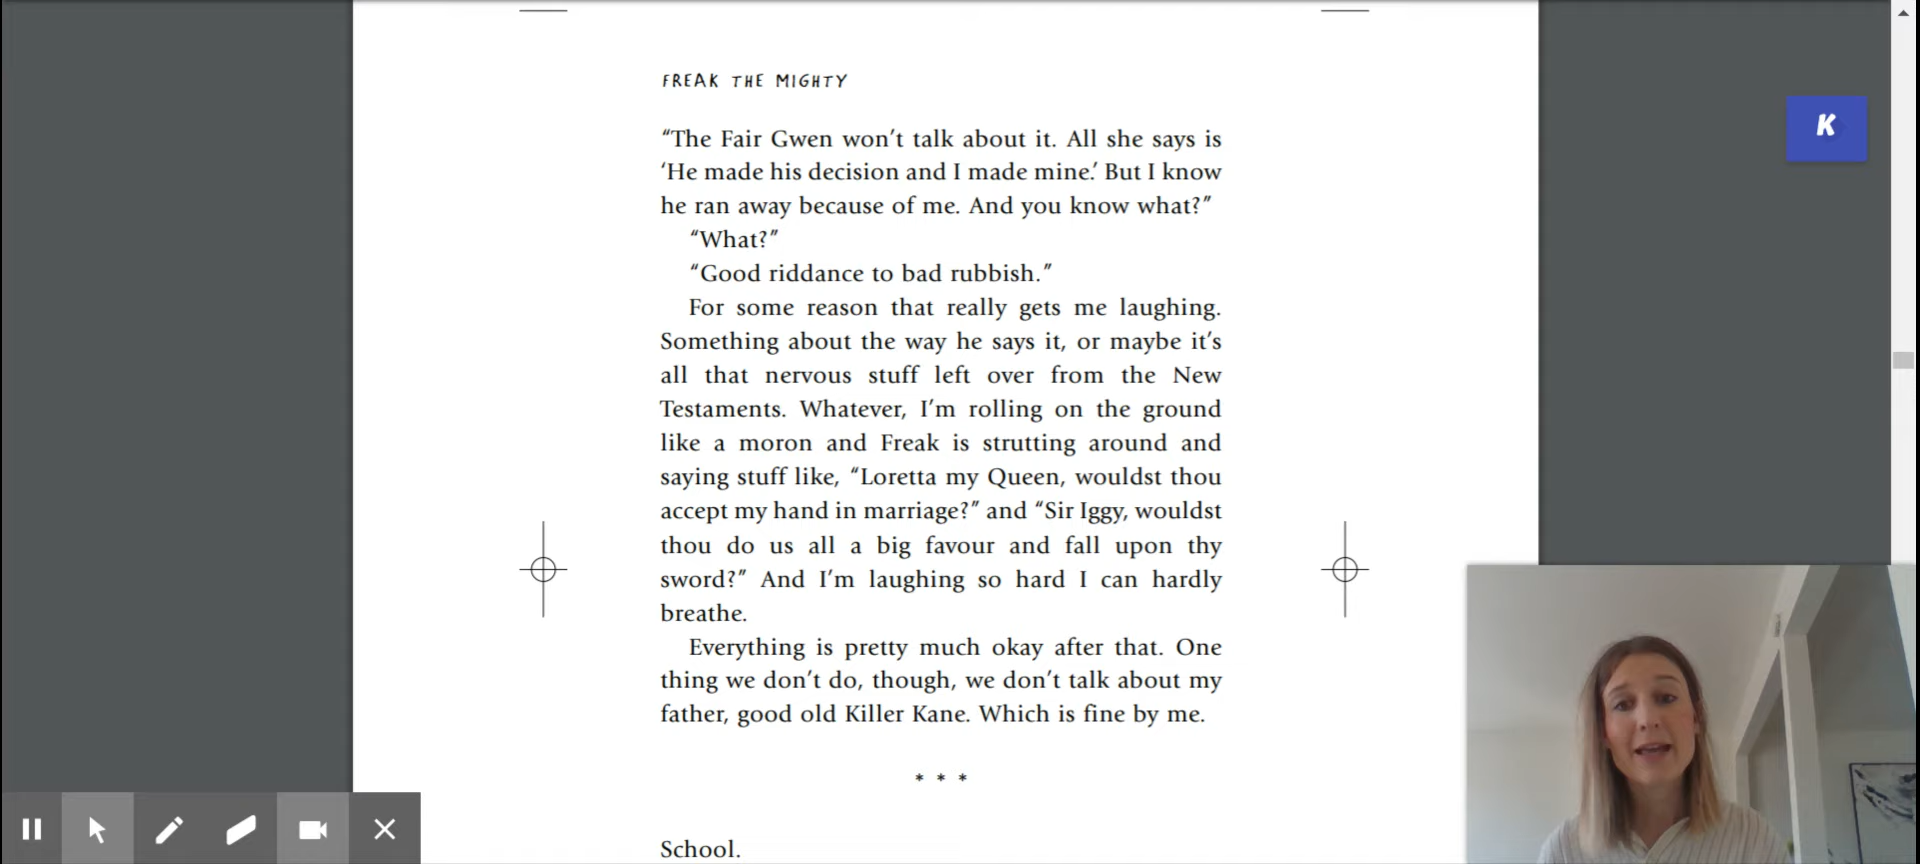 FREAK THE MIGHTY
“The Fair Gwen won’t talk about it. All she says is
‘He made his decision and I made mine.’ But I know
he ran away because of me. And you know what?”
“What?”
“Good riddance to bad rubbish.”
For some reason that really gets me laughing.
Something about the way he says it, or maybe it’s
all that nervous stuff left over from the New
Testaments. Whatever, I’m rolling on the ground
like a moron and Freak is strutting around and
saying stuff like, “Loretta my Queen, wouldst thou
accept my hand in marriage?” and “Sir Iggy, wouldst
thou do us all a big favour and fall upon thy
sword?” And I’m laughing so hard I can hardly
breathe.
Everything is pretty much okay after that. One
thing we don’t do, though, we don’t talk about my
father, good old Killer Kane. Which is fine by me.
* * *
School.
K